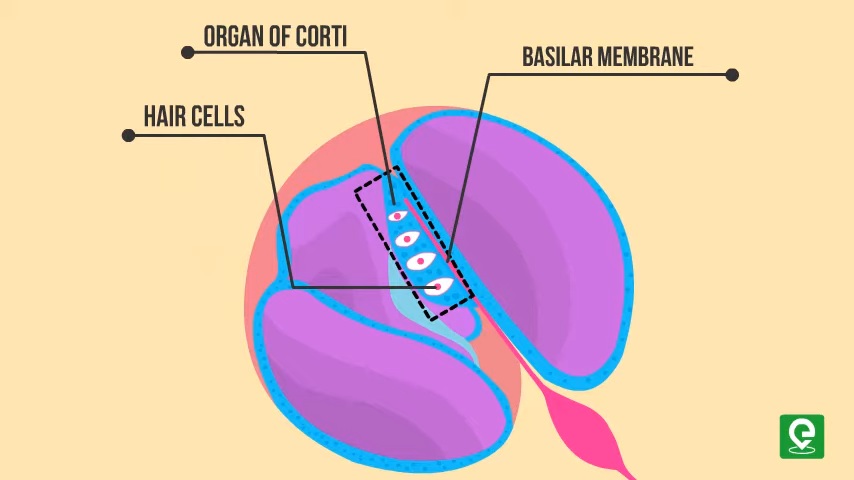 ORGAN OF CORTI
BASILAR MEMBRANE
HAIR CELLS